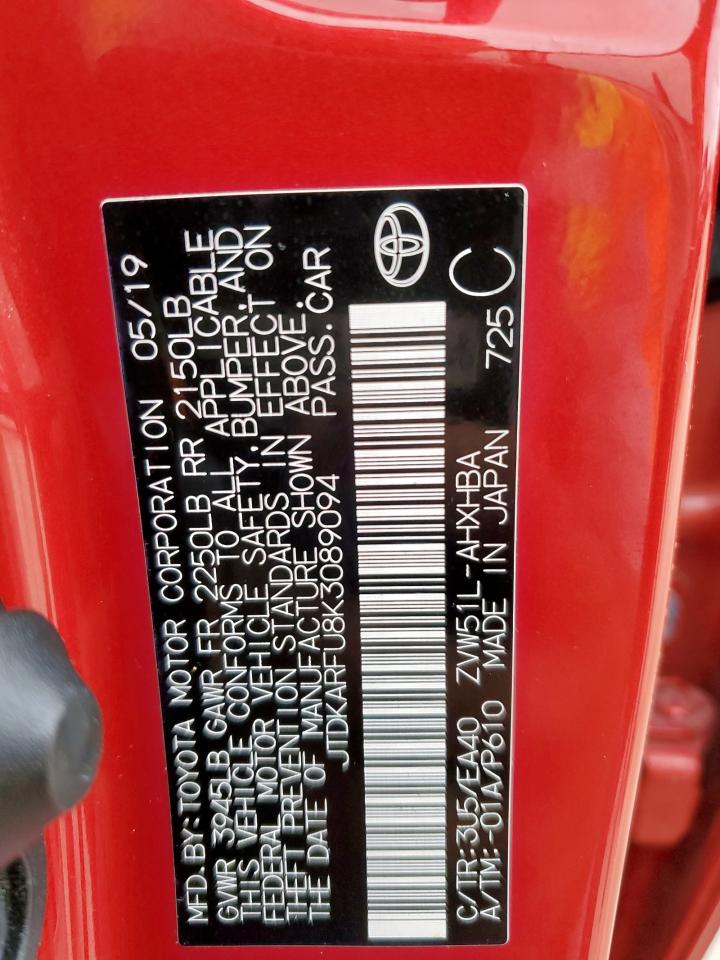 MFD.BY:TOYOTA MOTOR CORPORATION 05/19
GVWR 3945LB GAWR FR 2250LB RR 2150LB
THIS VEHICLE CONFORMS TO ALL APPLICABLE
FEDERAL MOTOR VEHICLE SAFETY,BUMPER,AND
THEFT PREVENTION STANDARDS IN EFFECT ON
THE DATE OF MANUFACTURE SHOWN ABOVE.
JTDKARFU8K3089094 PASS.CAR
C/TR:3U5/EA40 ZVW51L-AHXHBA
A/TM:-01A/P610 MADE IN JAPAN 725 C